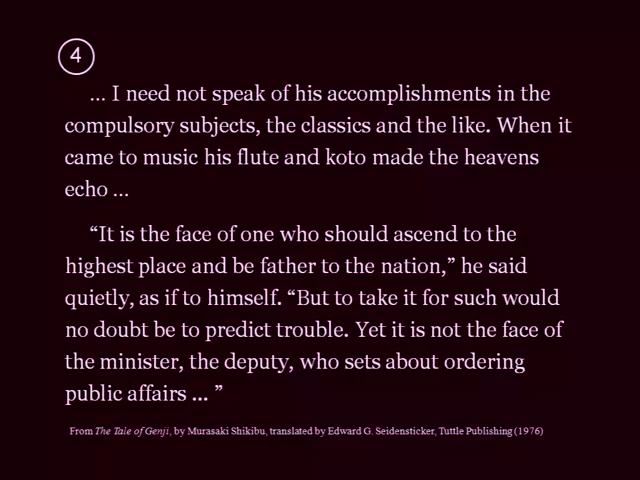 4
... I need not speak of his accomplishments in the
compulsory subjects, the classics and the like. When it
came to music his flute and koto made the heavens
echo ...
“It is the face of one who should ascend to the
highest place and be father to the nation,” he said
quietly, as if to himself. “But to take it for such would
no doubt be to predict trouble. Yet it is not the face of
the minister, the deputy, who sets about ordering
public affairs ... ”
From The Tale of Genji, by Murasaki Shikibu, translated by Edward G. Seidensticker, Tuttle Publishing (1976)